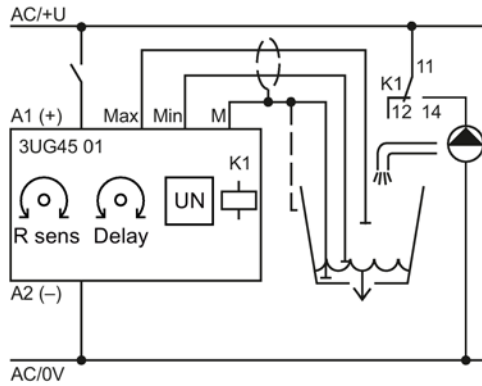 AC/+U
A1 (+)
Max
Min
M
K1
11
12
14
3UG45 01
K1
UN
R sens
Delay
A2 (–)
AC/0V